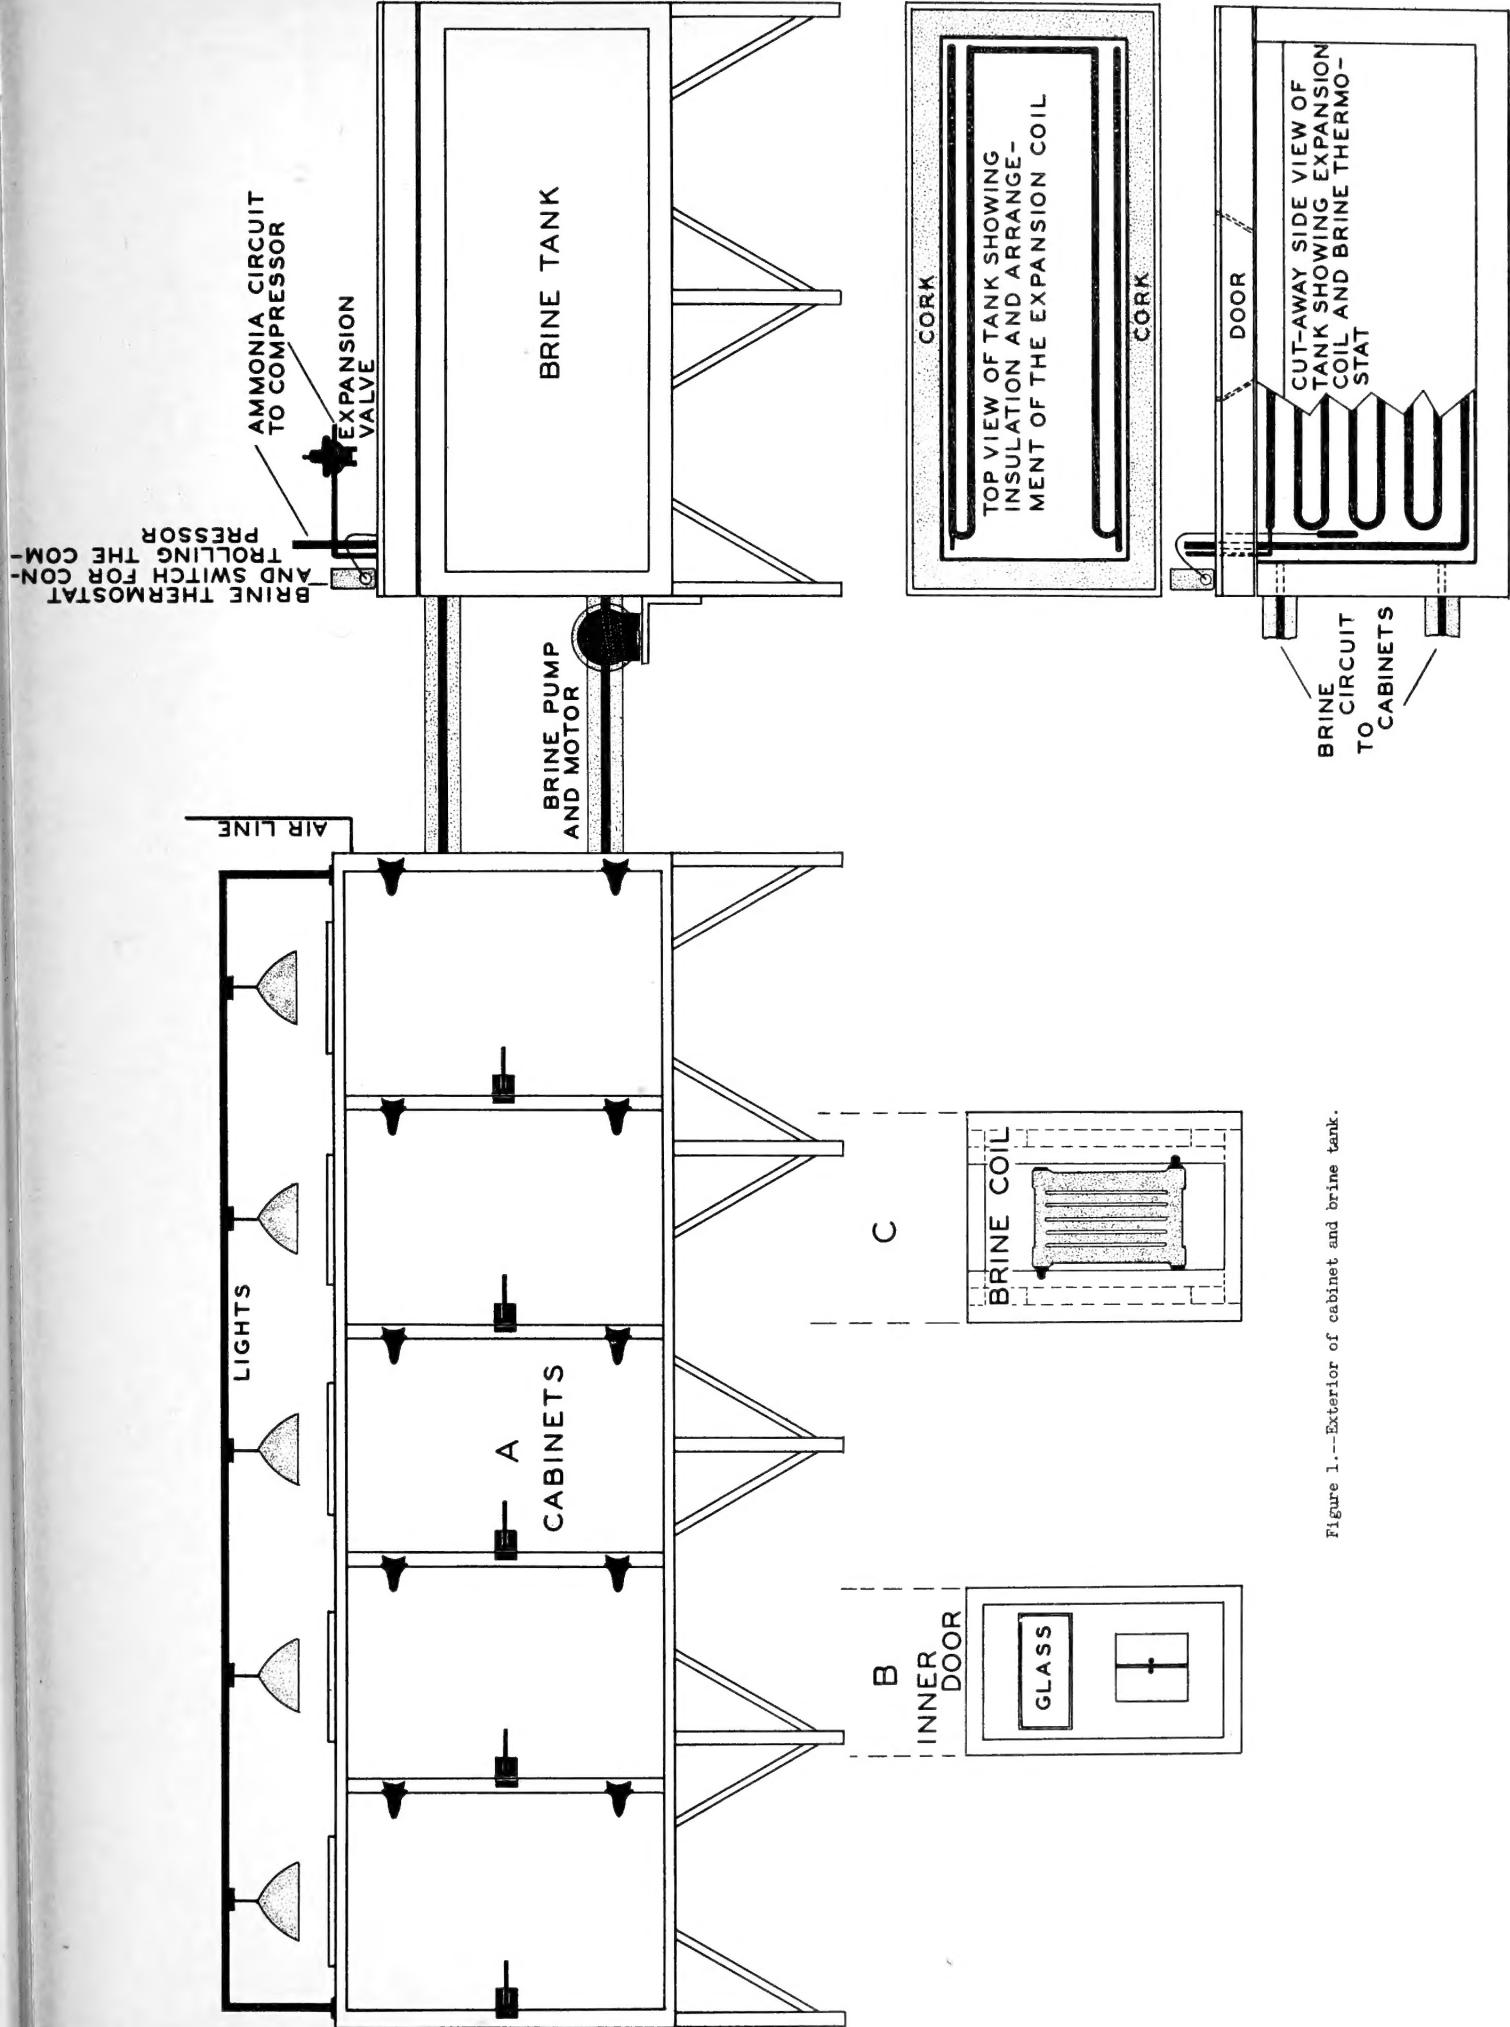 BRINE THERMOSTAT
AND SWITCH FOR CON-
TROLLING THE COM-
PRESSOR
AMMONIA CIRCUIT
TO COMPRESSOR
EXPANSION
VALVE
AIR LINE
LIGHTS
BRINE PUMP
AND MOTOR
BRINE TANK
A
CABINETS
B
INNER
DOOR
GLASS
C
BRINE COIL
CORK
TOP VIEW OF TANK SHOWING
INSULATION AND ARRANGE-
MENT OF THE EXPANSION COIL
CORK
DOOR
CUT-AWAY SIDE VIEW OF
TANK SHOWING EXPANSION
COIL AND BRINE THERMO-
STAT
BRINE
CIRCUIT
TO
CABINETS
Figure 1.--Exterior of cabinet and brine tank.